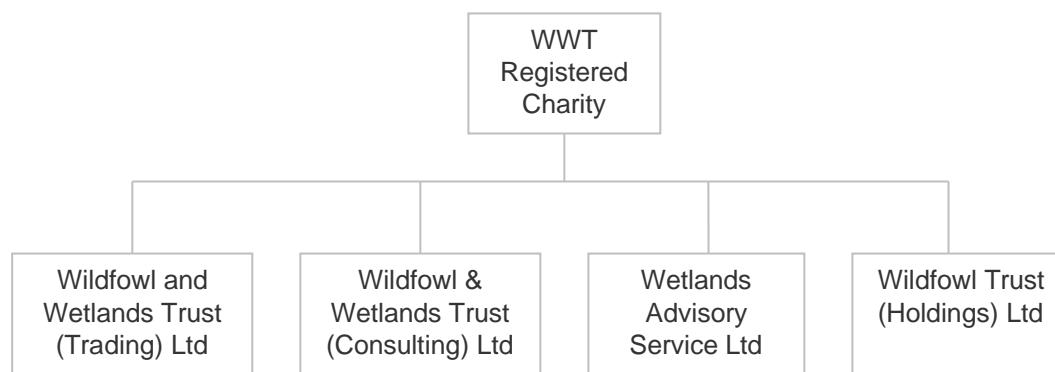 WWT
Registered
Charity
Wildfowl and
Wetlands Trust
(Trading) Ltd
Wildfowl &
Wetlands Trust
(Consulting) Ltd
Wetlands
Advisory
Service Ltd
Wildfowl Trust
(Holdings) Ltd